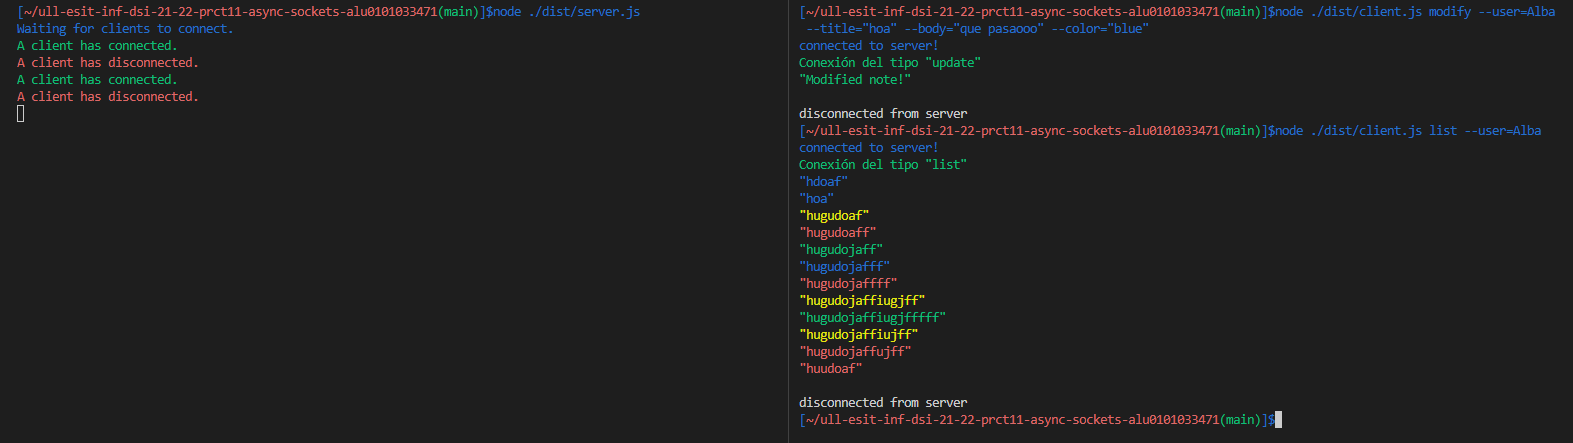 [~/ull-esit-inf-dsi-21-22-prct11-async-sockets-alu0101033471(main)]$node ./dist/server.js
Waiting for clients to connect.
A client has connected.
A client has disconnected.
A client has connected.
A client has disconnected.
[~/ull-esit-inf-dsi-21-22-prct11-async-sockets-alu0101033471(main)]$node ./dist/client.js modify --user=Alba
--title="hoa" --body="que pasaooo" --color="blue"
connected to server!
Conexión del tipo "update"
"Modified note!"
disconnected from server
[~/ull-esit-inf-dsi-21-22-prct11-async-sockets-alu0101033471(main)]$node ./dist/client.js list --user=Alba
connected to server!
Conexión del tipo "list"
"hdoaf"
"hoa"
"hugudoaf"
"hugudoaff"
"hugudojaff"
"hugudojafff"
"hugudojaffff"
"hugudojaffiugjff"
"hugudojaffiugjfffff"
"hugudojaffiujff"
"hugudojaffujff"
"huudoaf"
disconnected from server
[~/ull-esit-inf-dsi-21-22-prct11-async-sockets-alu0101033471(main)]$